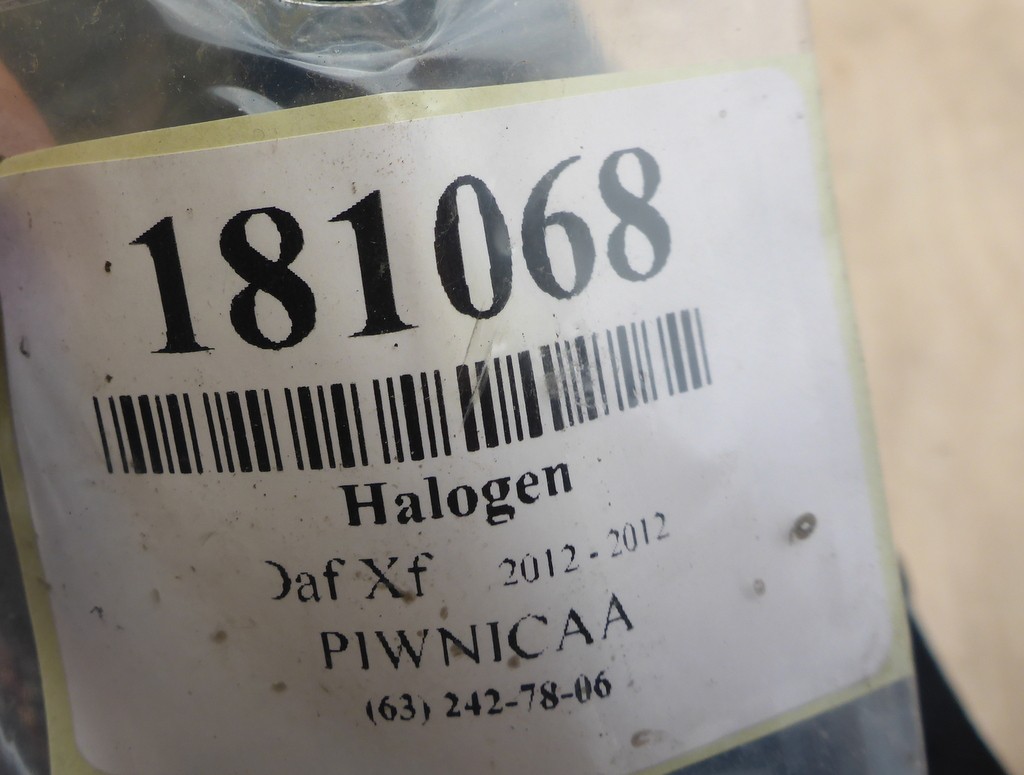 181068
Halogen
Daf Xf 2012 - 2012
PIWNICAA
(63) 242-78-06